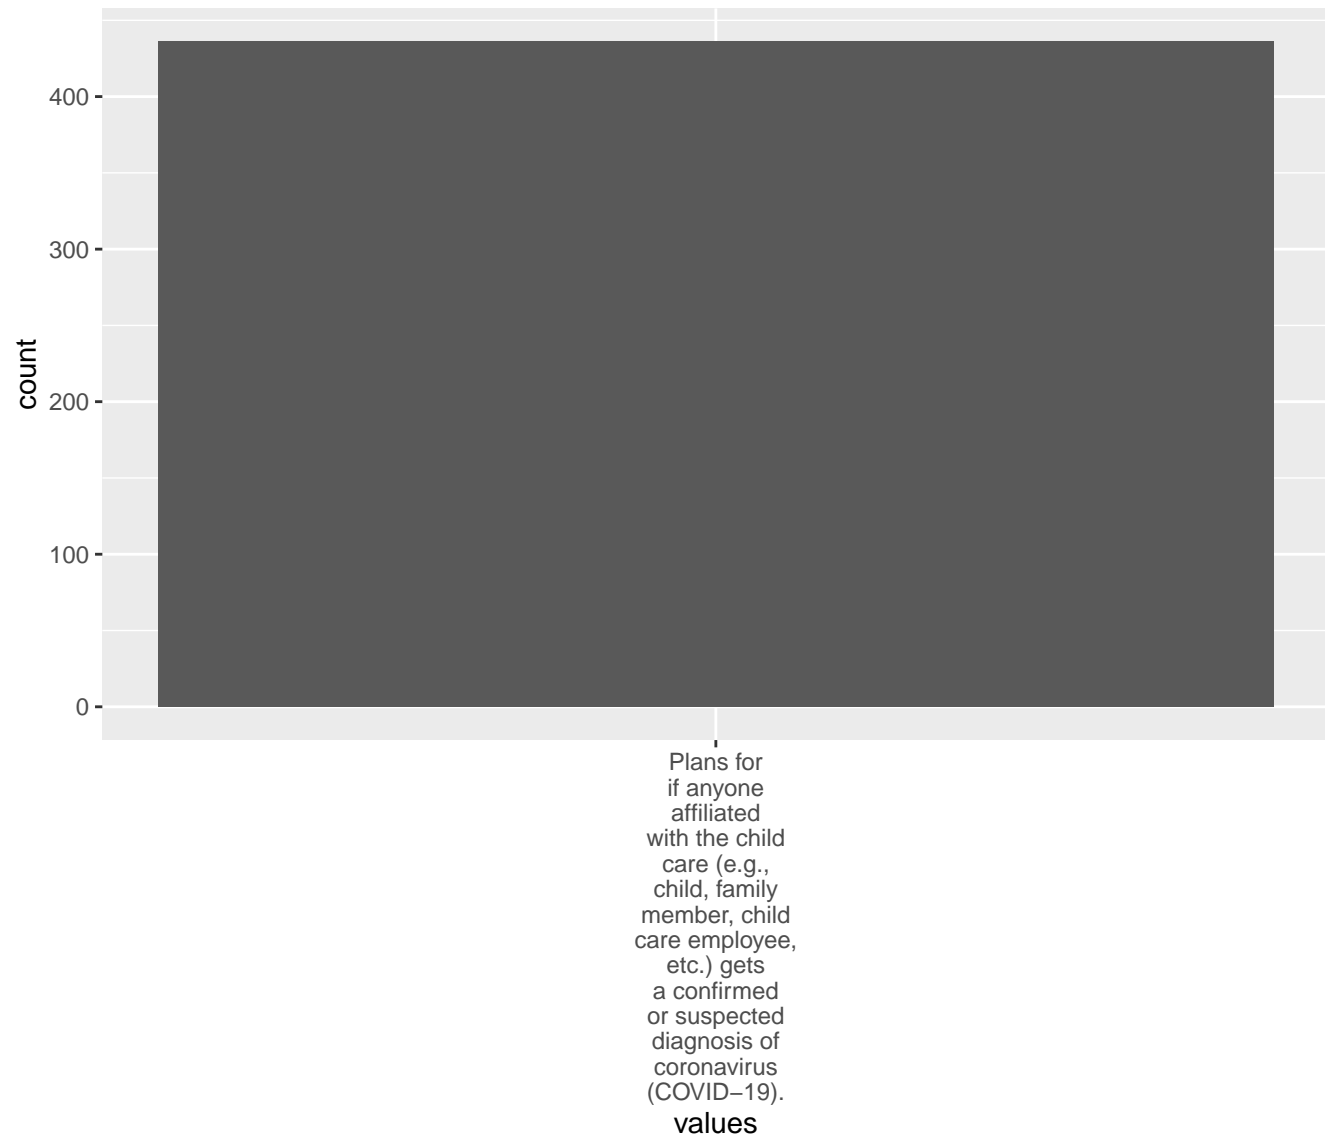 400
300
200
100
0
count
Plans for
if anyone
affiliated
with the child
care (e.g.,
child, family
member, child
care employee,
etc.) gets
a confirmed
or suspected
diagnosis of
coronavirus
(COVID−19).
values